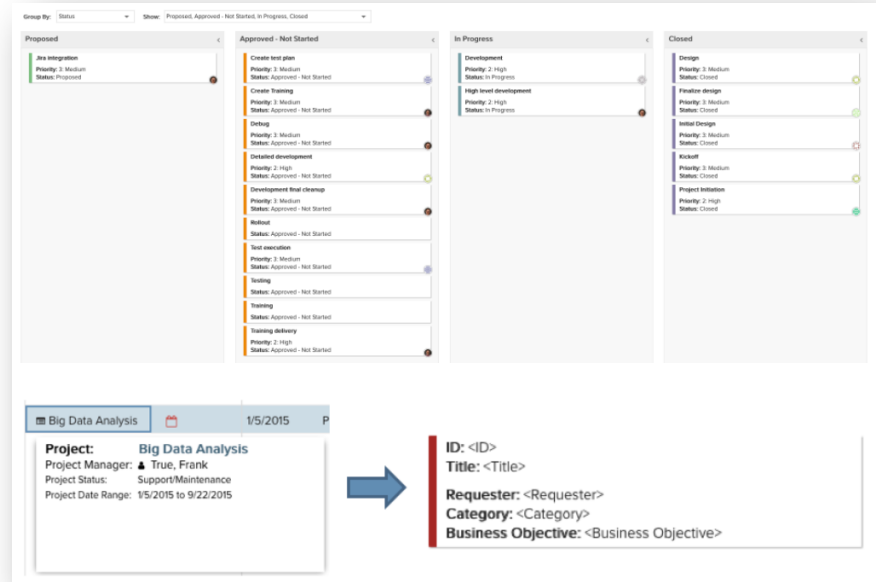 Group By: Status Show: Proposed, Approved - Not Started, In Progress, Closed
Proposed
Jira integration
Priority: 3: Medium
Status: Proposed
Approved - Not Started
Create test plan
Priority: 3: Medium
Status: Approved - Not Started
Create Training
Priority: 3: Medium
Status: Approved - Not Started
Debug
Priority: 3: Medium
Status: Approved - Not Started
Detailed development
Priority: 2: High
Status: Approved - Not Started
Development final cleanup
Priority: 3: Medium
Status: Approved - Not Started
Rollout
Status: Approved - Not Started
Test execution
Priority: 3: Medium
Status: Approved - Not Started
Testing
Status: Approved - Not Started
Training
Status: Approved - Not Started
Training delivery
Priority: 2: High
Status: Approved - Not Started
In Progress
Development
Priority: 2: High
Status: In Progress
High level development
Priority: 2: High
Status: In Progress
Closed
Design
Priority: 3: Medium
Status: Closed
Finalize design
Priority: 3: Medium
Status: Closed
Initial Design
Priority: 3: Medium
Status: Closed
Kickoff
Priority: 3: Medium
Status: Closed
Project Initiation
Priority: 2: High
Status: Closed
Big Data Analysis 1/5/2015 P
Project: Big Data Analysis
Project Manager: True, Frank
Project Status: Support/Maintenance
Project Date Range: 1/5/2015 to 9/22/2015
ID: <ID>
Title: <Title>
Requester: <Requester>
Category: <Category>
Business Objective: <Business Objective>